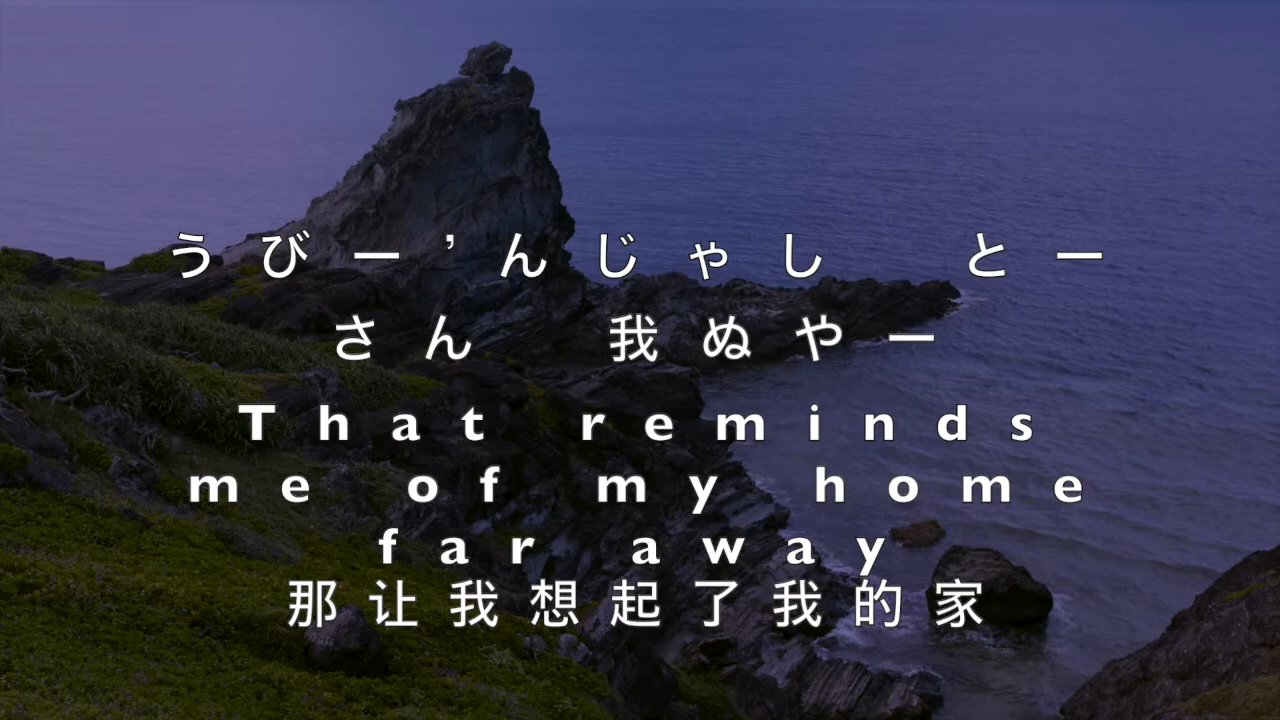 うびー’んじゃし とー
さん 我ぬやー
That reminds
me of my home
far away
那让我想起了我的家